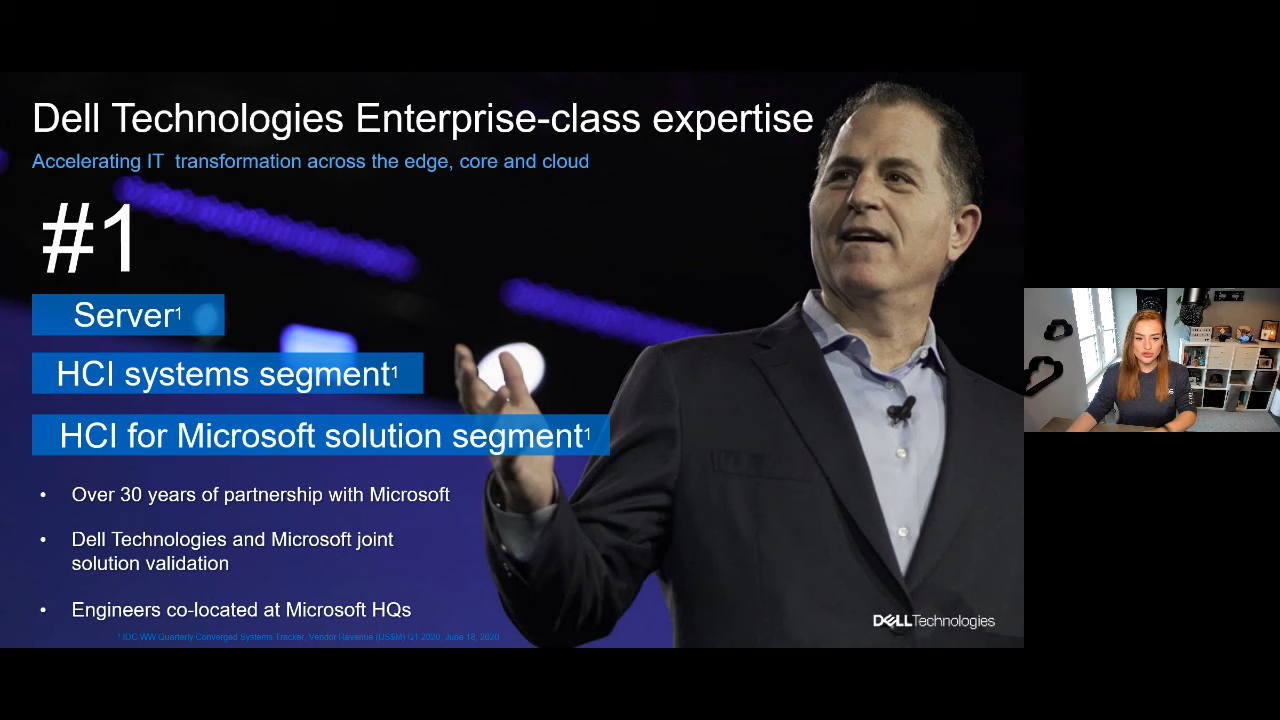 Dell Technologies Enterprise-class expertise
Accelerating IT transformation across the edge, core and cloud
#1
Server¹
HCI systems segment¹
HCI for Microsoft solution segment¹
• Over 30 years of partnership with Microsoft
• Dell Technologies and Microsoft joint
solution validation
• Engineers co-located at Microsoft HQs
¹ IDC WW Quarterly Converged Systems Tracker, Vendor Revenue (US$M) Q1 2020, June 18, 2020
DELLTechnologies